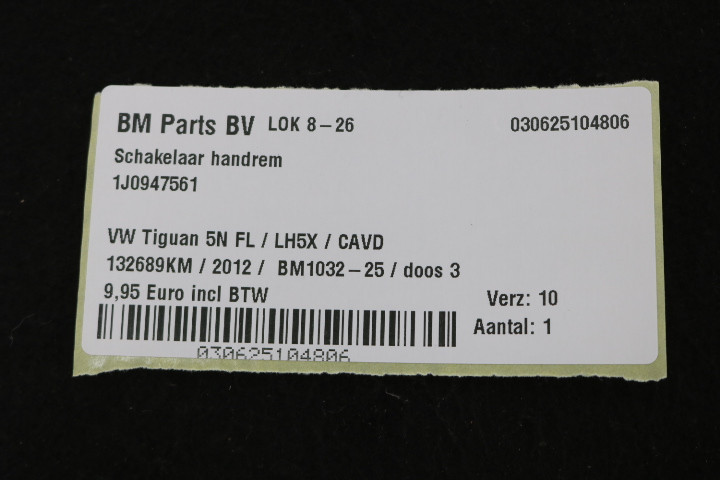 BM Parts BV LOK 8-26 030625104806
Schakelaar handrem
1J0947561
VW Tiguan 5N FL / LH5X / CAVD
132689KM / 2012 / BM1032-25 / doos 3
9,95 Euro incl BTW Verz: 10
Aantal: 1
030625104806